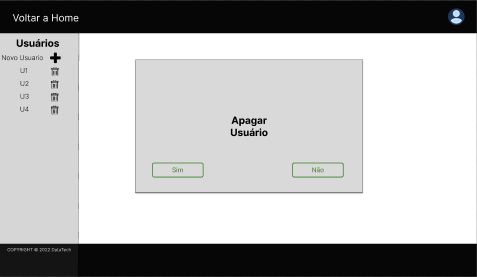 Voltar a Home
Usuários
Novo Usuario
U1
U2
U3
U4
Apagar
Usuário
Sim
Não
COPYRIGHT © 2022 DataTech